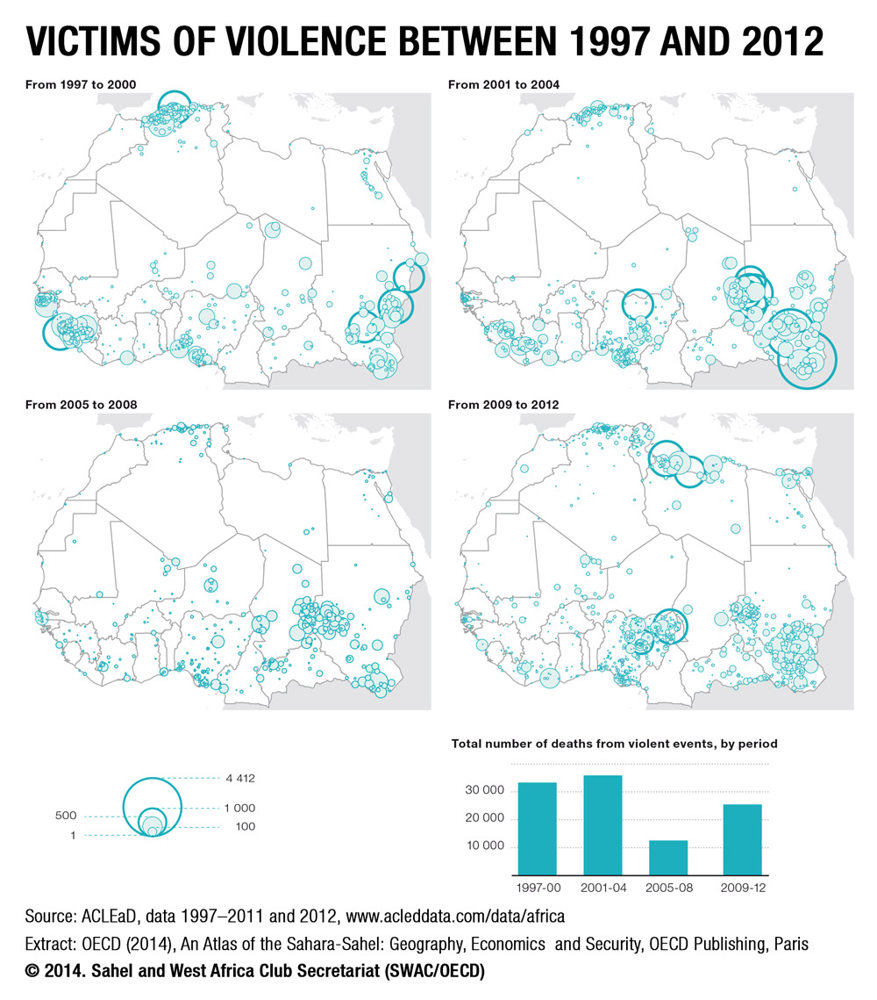 VICTIMS OF VIOLENCE BETWEEN 1997 AND 2012
From 1997 to 2000
From 2001 to 2004
From 2005 to 2008
From 2009 to 2012
4 412
1 000
500
100
1
Total number of deaths from violent events, by period
30 000
20 000
10 000
1997-00
2001-04
2005-08
2009-12
Source: ACLEaD, data 1997–2011 and 2012, www.acleddata.com/data/africa
Extract: OECD (2014), An Atlas of the Sahara-Sahel: Geography, Economics and Security, OECD Publishing, Paris
© 2014. Sahel and West Africa Club Secretariat (SWAC/OECD)